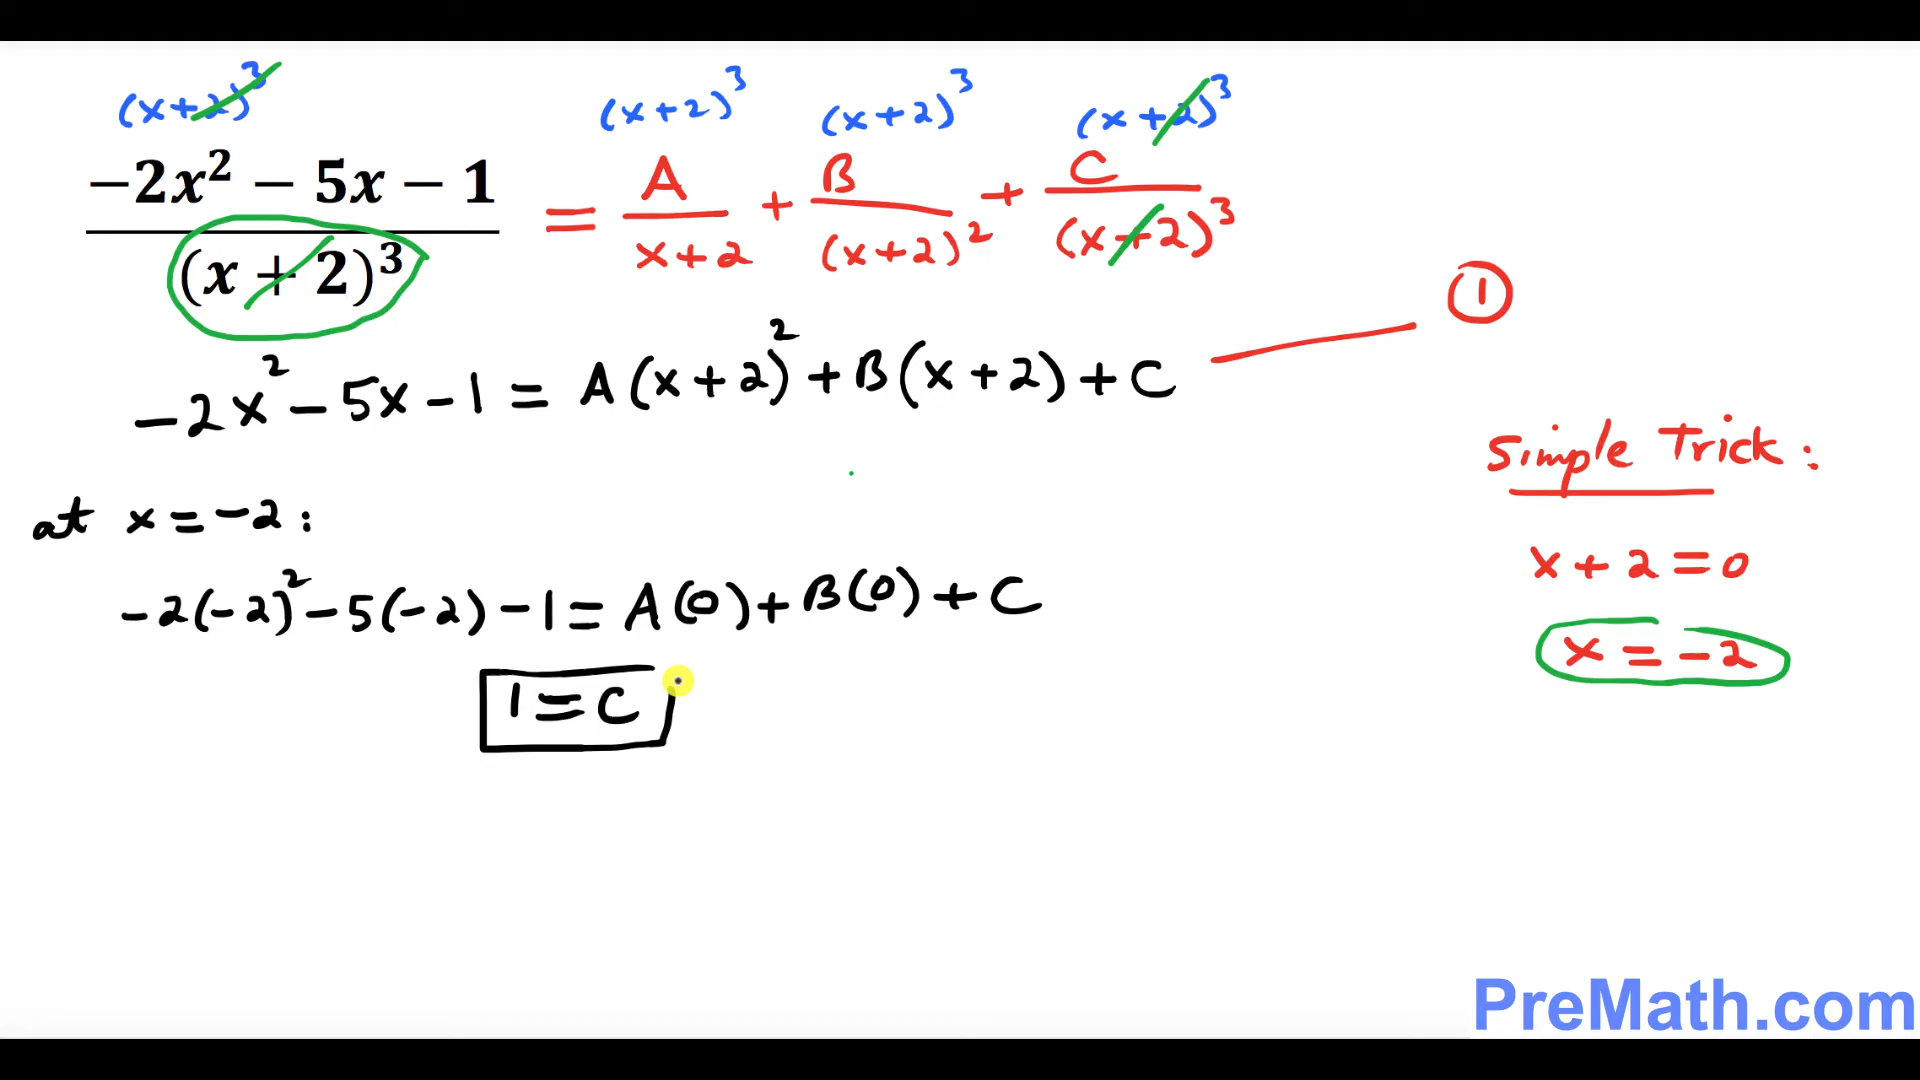 (x+2)³ (x+2)³ (x+2)³ (x+2)³
−2x² − 5x − 1 = A + B + C
(x + 2)³ x+2 (x+2)² (x+2)³
①
−2x² − 5x − 1 = A(x+2)² + B(x+2) + C
Simple Trick:
at x = −2:
x + 2 = 0
−2(−2)² − 5(−2) − 1 = A(0) + B(0) + C
x = −2
1 = C
PreMath.com